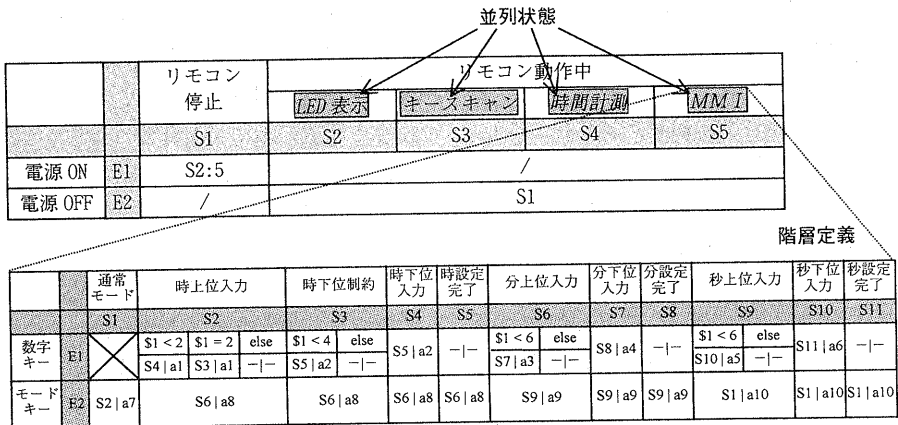 並列状態
リモコン停止 リモコン動作中
LED 表示 キースキャン 時間計測 MMI
S1 S2 S3 S4 S5
電源 ON E1 S2:5 /
電源 OFF E2 / S1
階層定義
通常モード 時上位入力 時下位制約 時下位入力 時設定完了 分上位入力 分下位入力 分設定完了 秒上位入力 秒下位入力 秒設定完了
S1 S2 S3 S4 S5 S6 S7 S8 S9 S10 S11
数字キー E1 $1 < 2 $1 = 2 else $1 < 4 else S5 | a2 －|－ $1 < 6 else S8 | a4 －|－ $1 < 6 else S11 | a6 －|－
S4 | a1 S3 | a1 －|－ S5 | a2 －|－ S7 | a3 －|－ S10 | a5 －|－
モードキー E2 S2 | a7 S6 | a8 S6 | a8 S6 | a8 S6 | a8 S9 | a9 S9 | a9 S9 | a9 S1 | a10 S1 | a10 S1 | a10